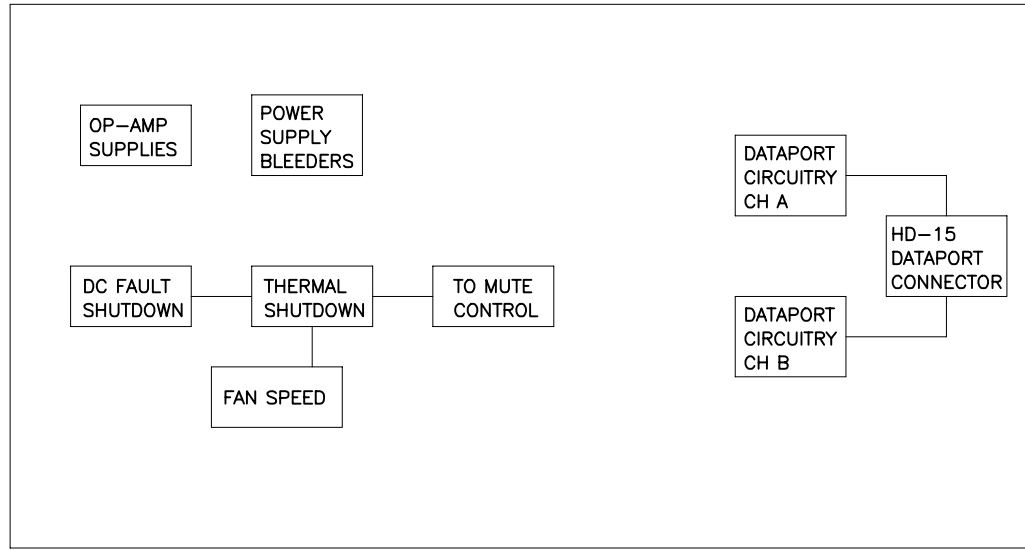 OP-AMP
SUPPLIES
POWER
SUPPLY
BLEEDERS
DATAPORT
CIRCUITRY
CH A
HD-15
DATAPORT
CONNECTOR
DC FAULT
SHUTDOWN
THERMAL
SHUTDOWN
TO MUTE
CONTROL
DATAPORT
CIRCUITRY
CH B
FAN SPEED